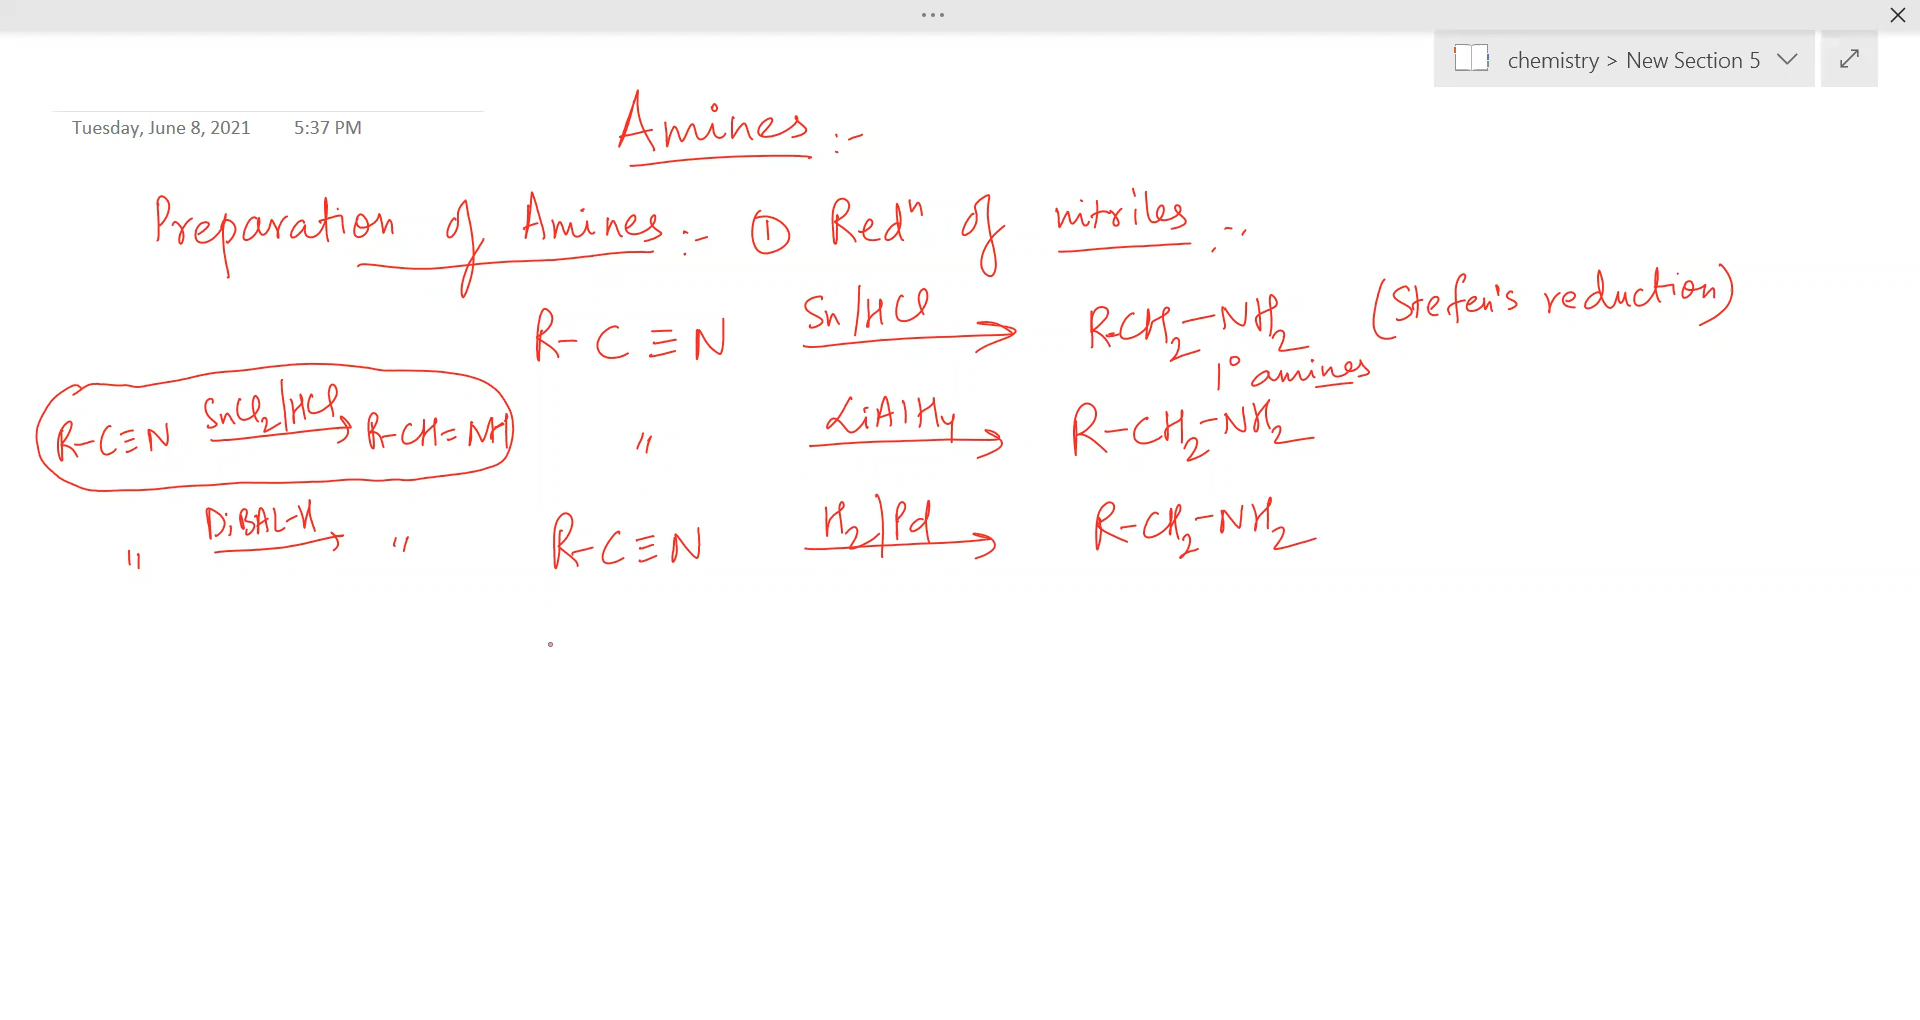 chemistry > New Section 5
Tuesday, June 8, 2021 5:37 PM
Amines :-
Preparation of Amines :- ① Redⁿ of nitriles :-
R-C≡N Sn/HCl → R-CH₂-NH₂ (Stefen's reduction)
1° amines
R-C≡N SnCl₂/HCl → R-CH=NH
" LiAlH₄ → R-CH₂-NH₂
" DiBAL-H → "
R-C≡N H₂/Pd → R-CH₂-NH₂